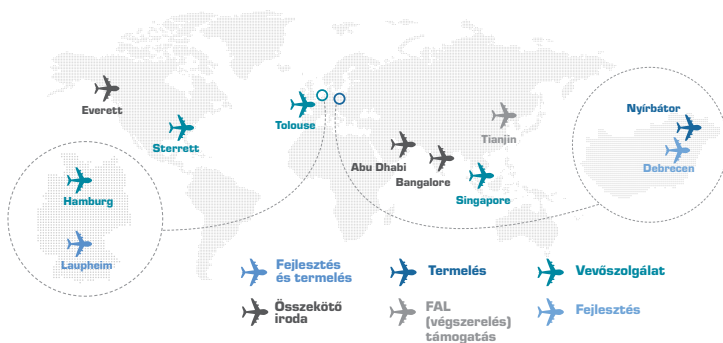 Everett
Sterrett
Tolouse
Tianjin
Abu Dhabi
Bangalore
Singapore
Nyírbátor
Debrecen
Hamburg
Laupheim
Fejlesztés
és termelés
Termelés
Vevőszolgálat
Összekötő
iroda
FAL
(végszerelés)
támogatás
Fejlesztés